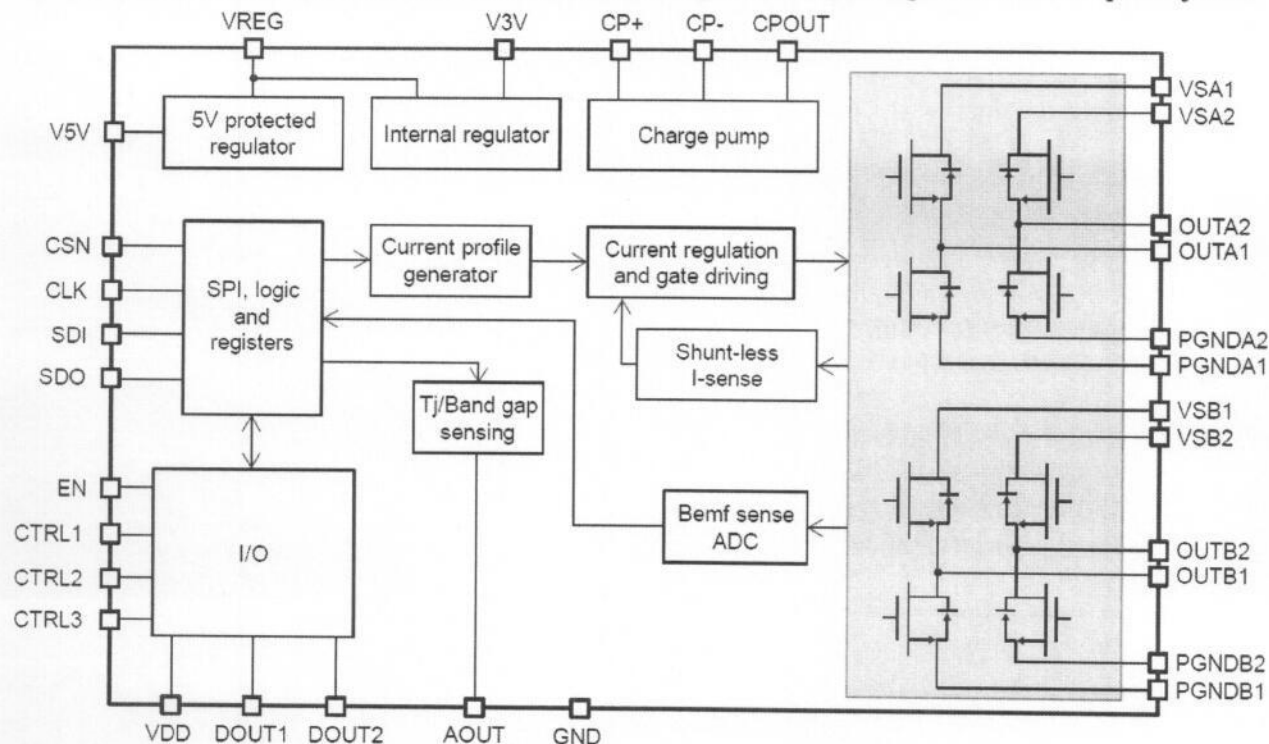 VREG
V3V
CP+
CP-
CPOUT
V5V
5V protected
regulator
Internal regulator
Charge pump
VSA1
VSA2
CSN
CLK
SDI
SDO
SPI, logic
and
registers
Current profile
generator
Current regulation
and gate driving
OUTA2
OUTA1
Shunt-less
I-sense
PGNDA2
PGNDA1
Tj/Band gap
sensing
VSB1
VSB2
EN
CTRL1
CTRL2
CTRL3
I/O
Bemf sense
ADC
OUTB2
OUTB1
PGNDB2
PGNDB1
VDD
DOUT1
DOUT2
AOUT
GND